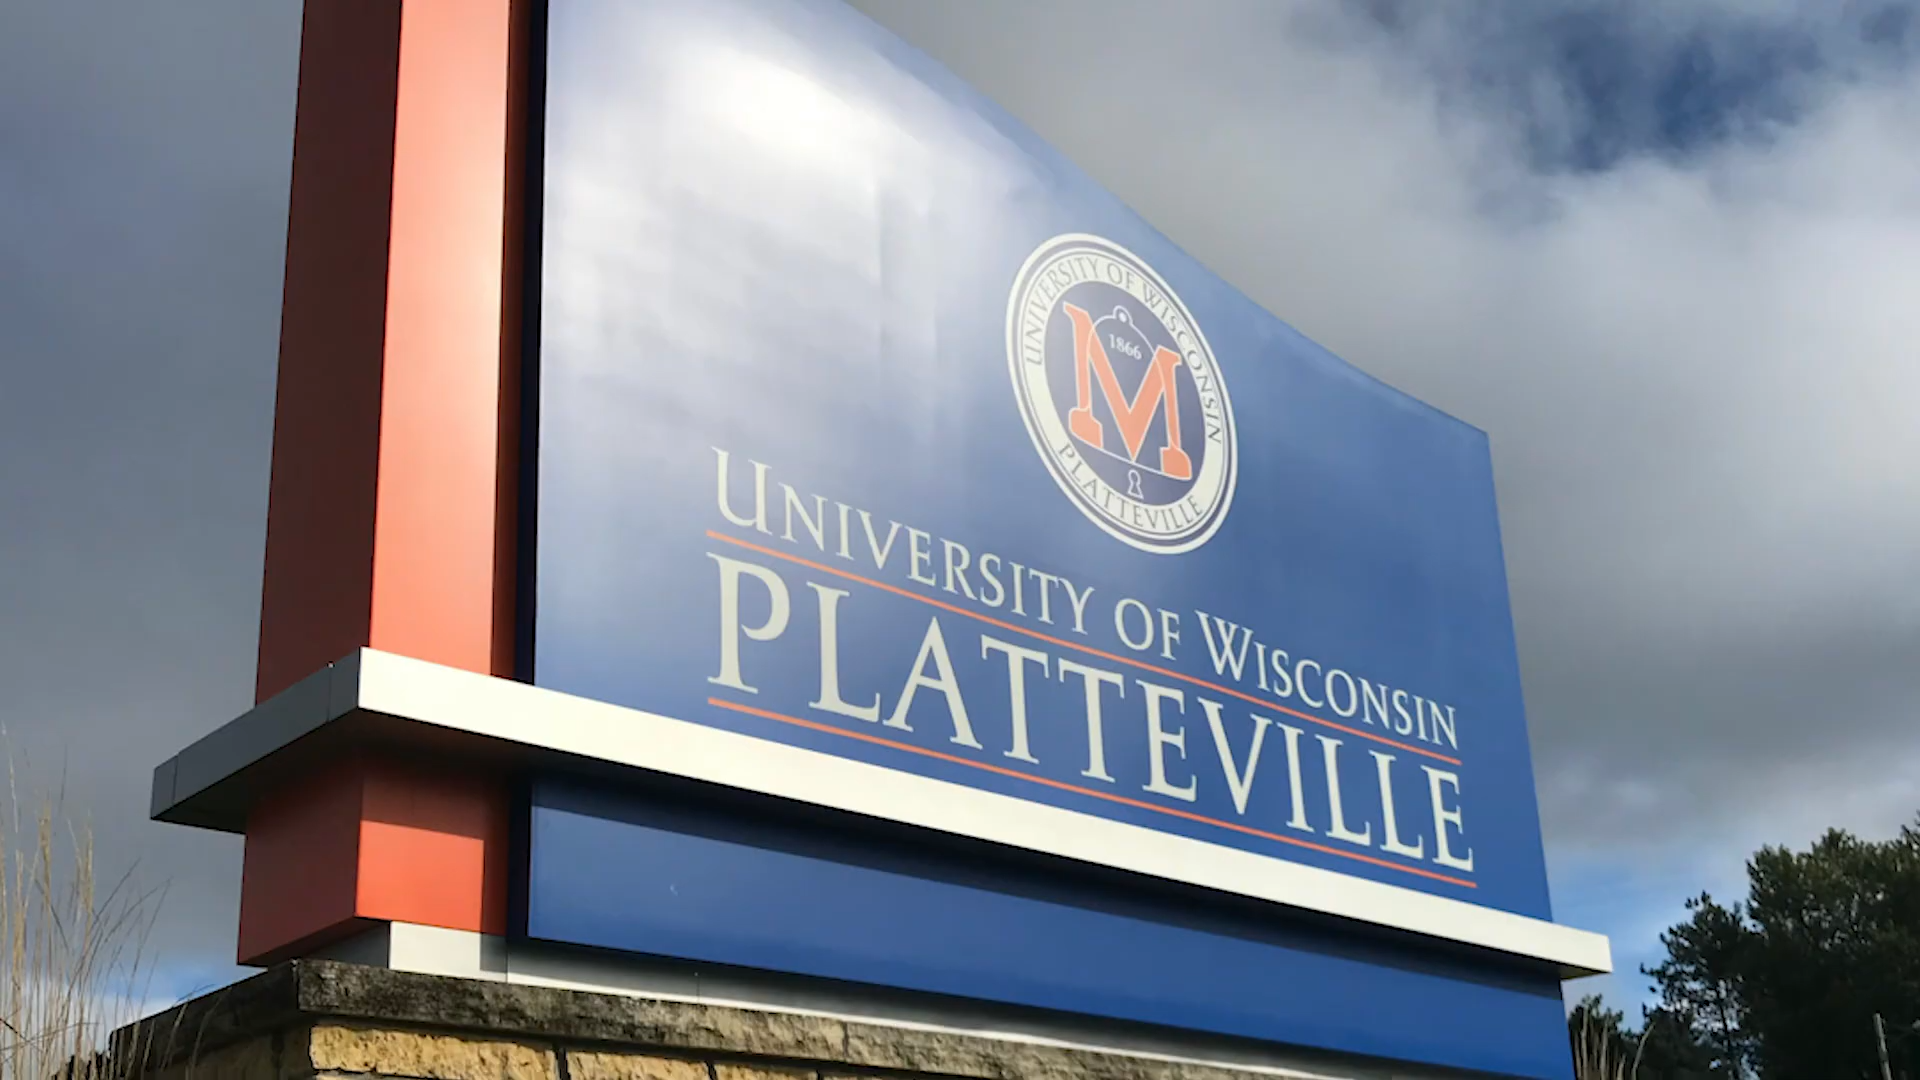 UNIVERSITY OF WISCONSIN
1866
M
PLATTEVILLE
UNIVERSITY OF WISCONSIN
PLATTEVILLE